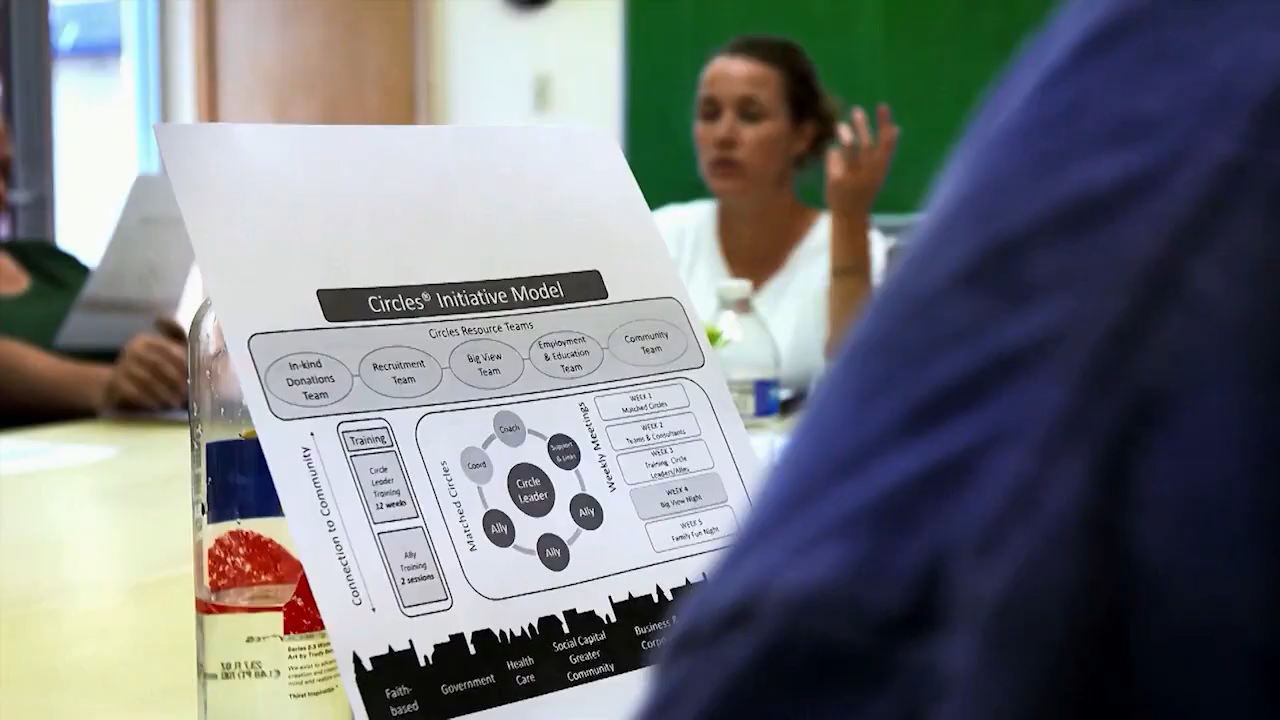 Circles® Initiative Model
Circles Resource Teams
In-kind
Donations
Team
Recruitment
Team
Big View
Team
Employment
& Education
Team
Community
Team
Connection to Community
Training
Circle
Leader
Training
12 weeks
Ally
Training
2 sessions
Matched Circles
Coach
Coord
Support
& Links
Circle
Leader
Ally
Ally
Ally
Weekly Meetings
WEEK 1
Matched Circles
WEEK 2
Teams & Consultants
WEEK 3
Training: Circle
Leaders/Allies
WEEK 4
Big View Night
WEEK 5
Family Fun Night
Faith-
based
Government
Health
Care
Social Capital
Greater
Community
Business &
Thirst Inspiration